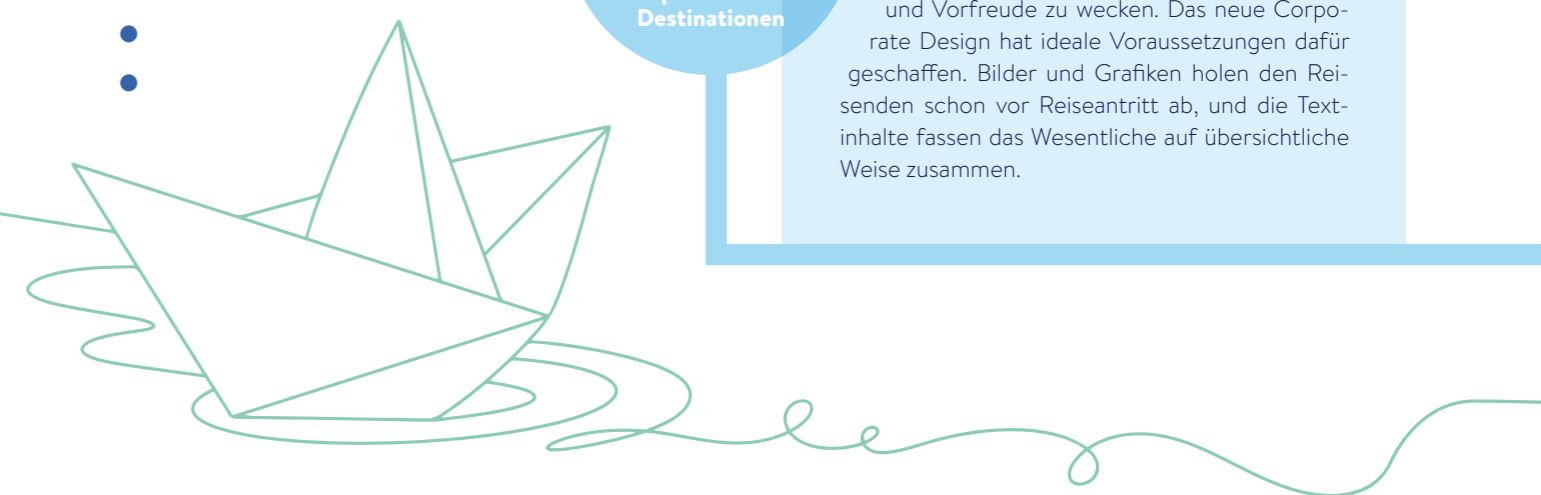 Destinationen
und Vorfreude zu wecken. Das neue Corpo-
rate Design hat ideale Voraussetzungen dafür
geschaffen. Bilder und Grafiken holen den Rei-
senden schon vor Reiseantritt ab, und die Text-
inhalte fassen das Wesentliche auf übersichtliche
Weise zusammen.